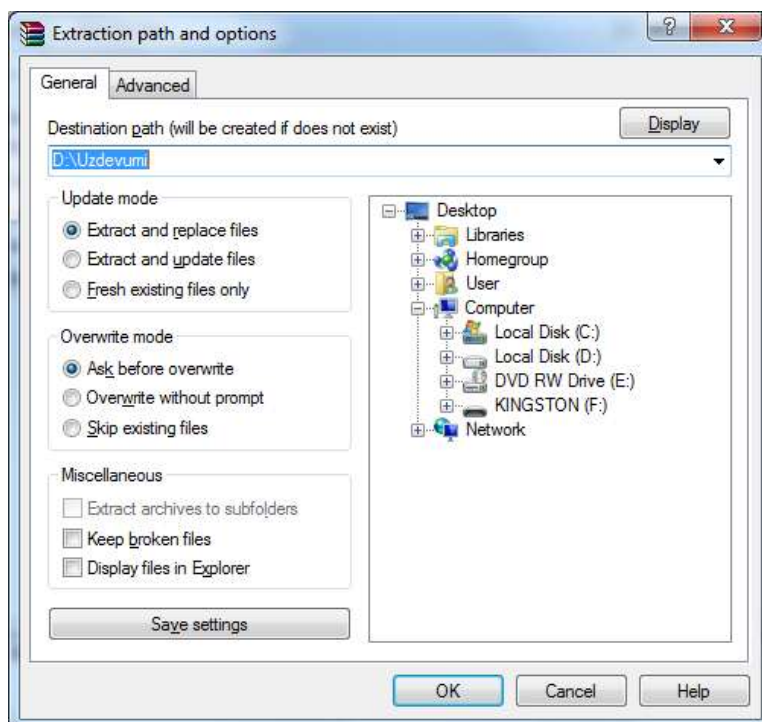 Extraction path and options
General
Advanced
Destination path (will be created if does not exist)
Display
D:\Uzdevumi
Update mode
Extract and replace files
Extract and update files
Fresh existing files only
Overwrite mode
Ask before overwrite
Overwrite without prompt
Skip existing files
Miscellaneous
Extract archives to subfolders
Keep broken files
Display files in Explorer
Save settings
Desktop
Libraries
Homegroup
User
Computer
Local Disk (C:)
Local Disk (D:)
DVD RW Drive (E:)
KINGSTON (F:)
Network
OK
Cancel
Help